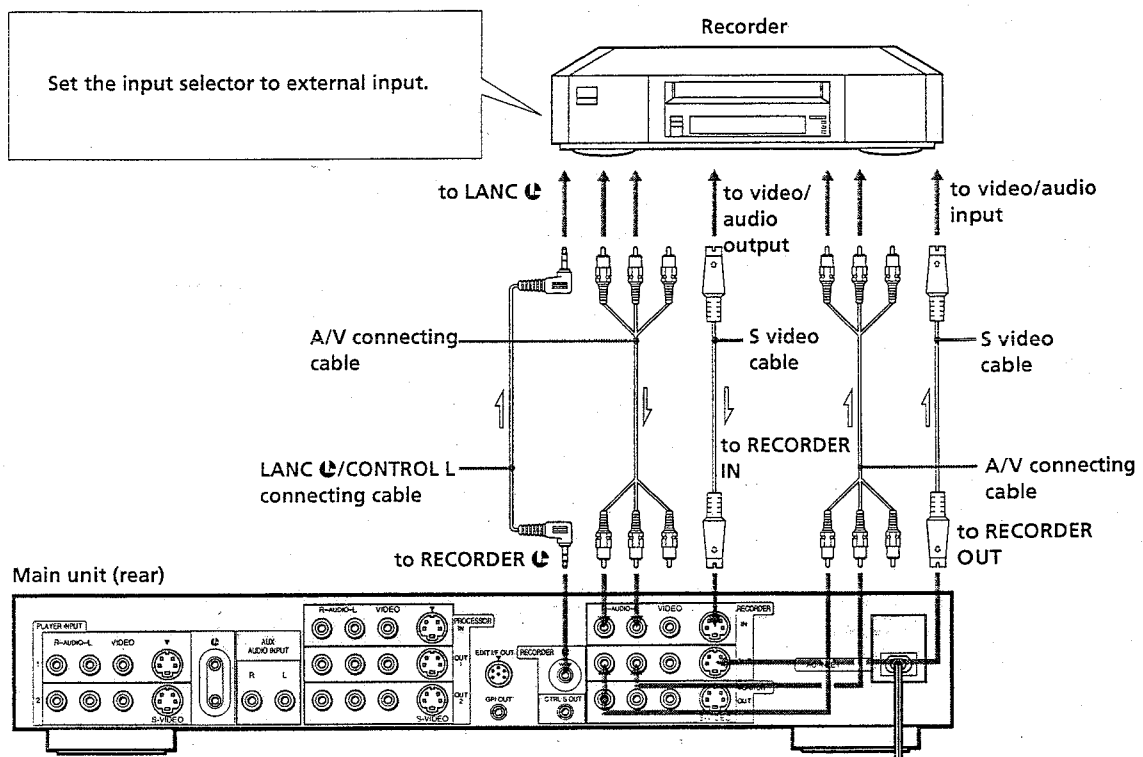 Recorder
Set the input selector to external input.
to LANC
to video/
audio
output
to video/audio
input
A/V connecting
cable
S video
cable
S video
cable
LANC /CONTROL L
connecting cable
to RECORDER
IN
A/V connecting
cable
to RECORDER
to RECORDER
OUT
Main unit (rear)
PLAYER INPUT
R-AUDIO-L VIDEO
1
2
S-VIDEO
AUX
AUDIO INPUT
R L
R-AUDIO-L VIDEO
PROCESSOR
IN
OUT
1
OUT
2
S-VIDEO
EDIT I/F OUT
RECORDER
GPI OUT
CTRL S OUT
AUDIO-L VIDEO
RECORDER
IN
OUT